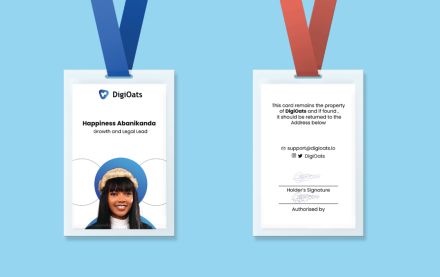 DigiOats
Happiness Abanikanda
Growth and Legal Lead
This card remains the property
of DigiOats and if found..
it should be returned to the
Address below
support@digioats.io
DigiOats
Holder's Signature
Authorised by